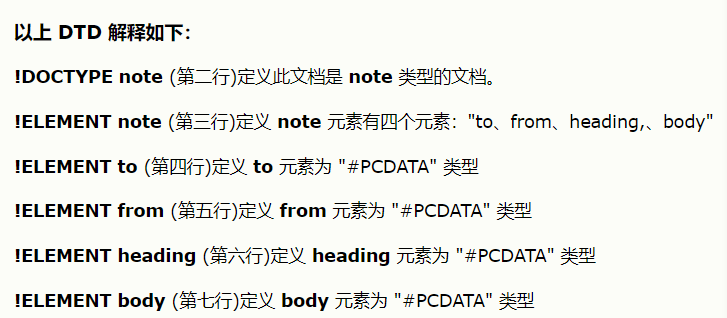 以上 DTD 解释如下：
!DOCTYPE note (第二行)定义此文档是 note 类型的文档。
!ELEMENT note (第三行)定义 note 元素有四个元素："to、from、heading,、body"
!ELEMENT to (第四行)定义 to 元素为 "#PCDATA" 类型
!ELEMENT from (第五行)定义 from 元素为 "#PCDATA" 类型
!ELEMENT heading (第六行)定义 heading 元素为 "#PCDATA" 类型
!ELEMENT body (第七行)定义 body 元素为 "#PCDATA" 类型